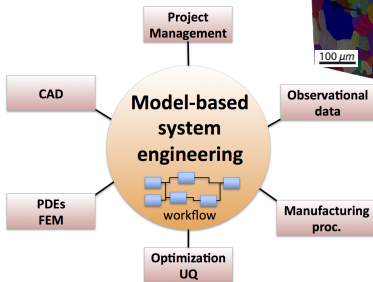 Project
Management
100 μm
CAD
Observational
data
Model-based
system
engineering
workflow
PDEs
FEM
Manufacturing
proc.
Optimization
UQ